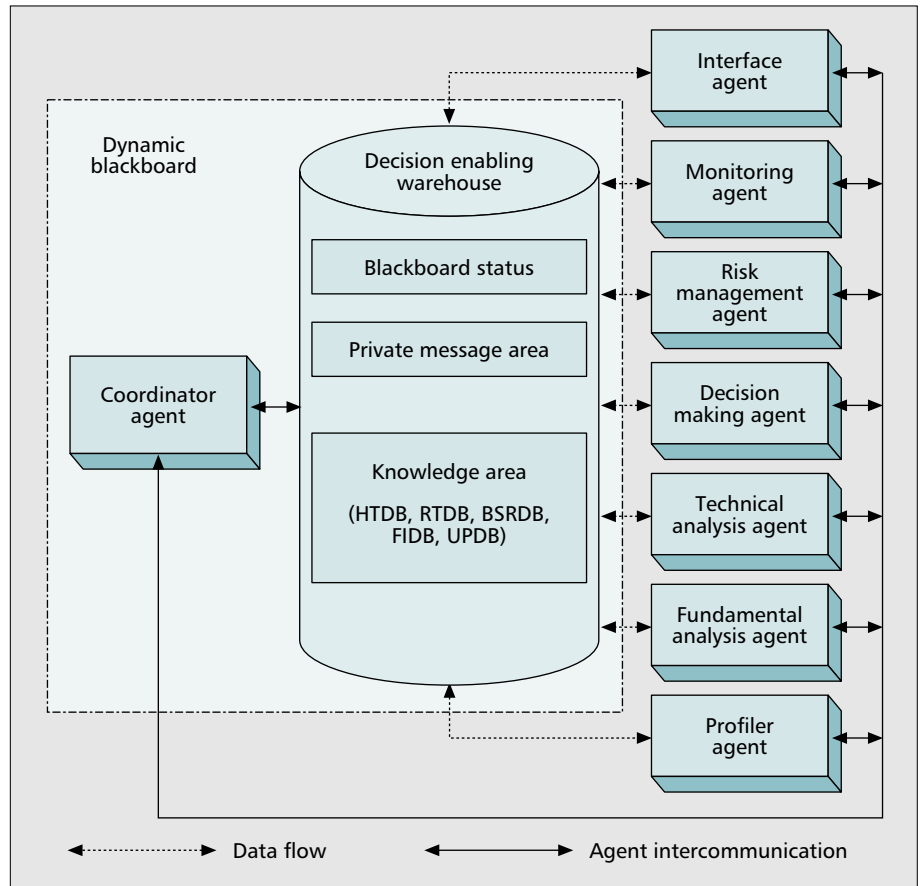 Interface
agent
Dynamic
blackboard
Decision enabling
warehouse
Monitoring
agent
Blackboard status
Risk
management
agent
Private message area
Coordinator
agent
Decision
making agent
Knowledge area
(HTDB, RTDB, BSRDB,
FIDB, UPDB)
Technical
analysis agent
Fundamental
analysis agent
Profiler
agent
Data flow
Agent intercommunication